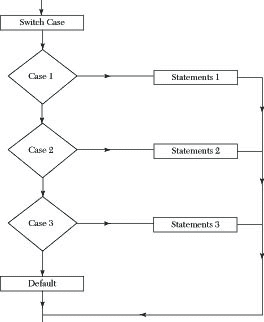 Switch Case
Case 1
Statements 1
Case 2
Statements 2
Case 3
Statements 3
Default